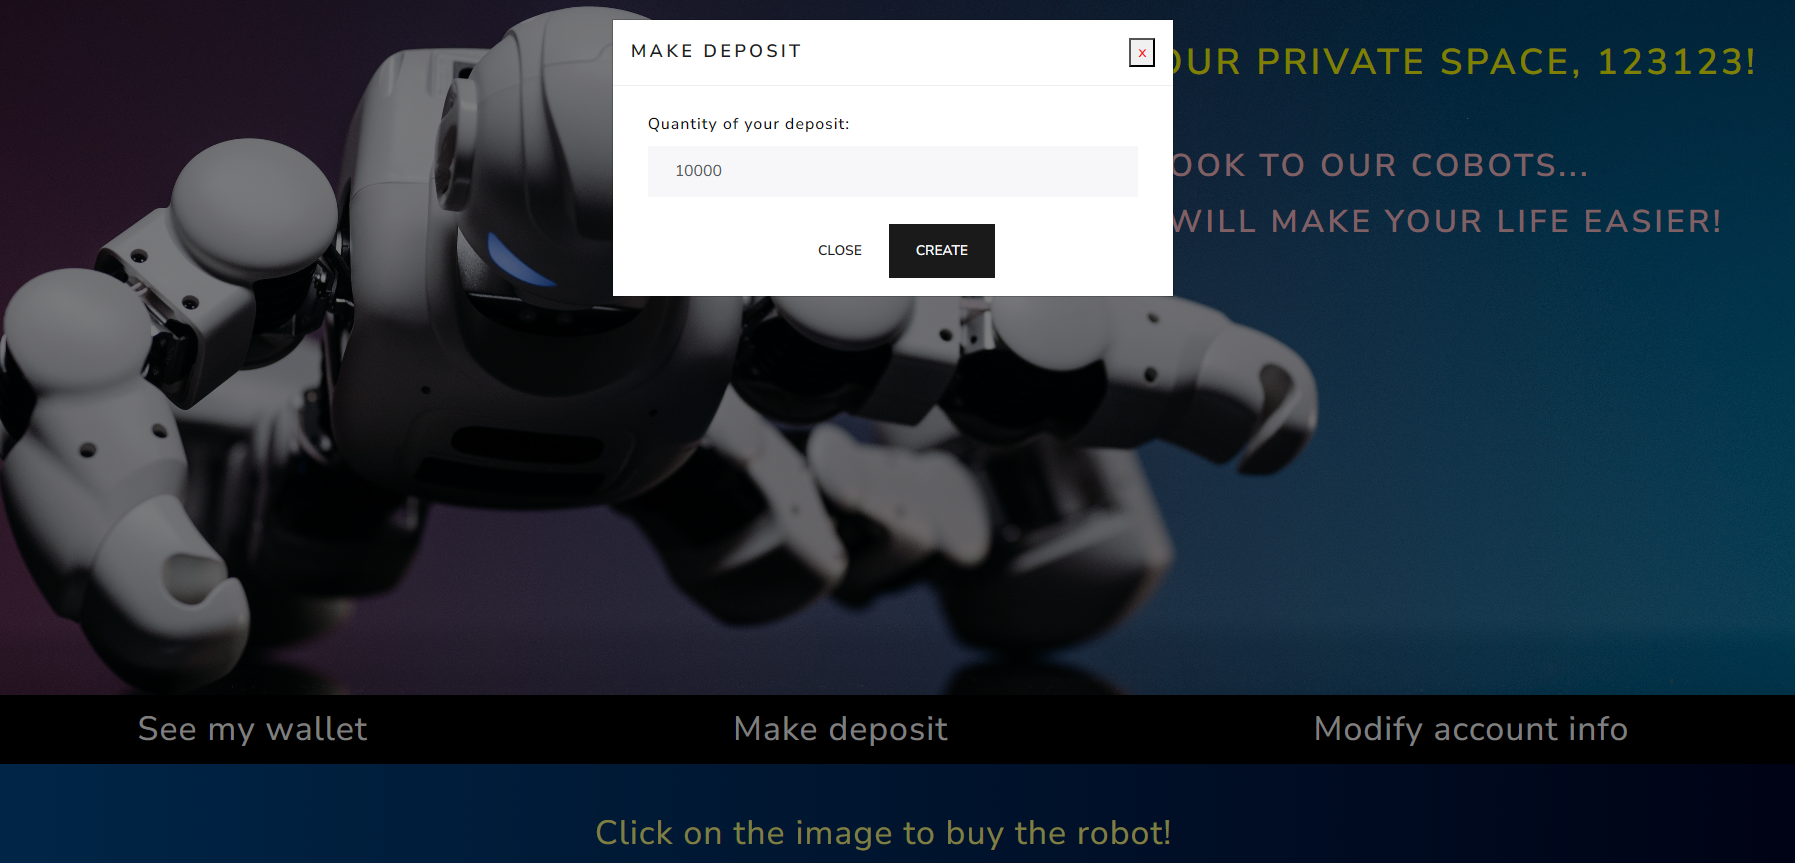 MAKE DEPOSIT
x
OUR PRIVATE SPACE, 123123!
Quantity of your deposit:
10000
OOK TO OUR COBOTS...
WILL MAKE YOUR LIFE EASIER!
CLOSE
CREATE
See my wallet
Make deposit
Modify account info
Click on the image to buy the robot!